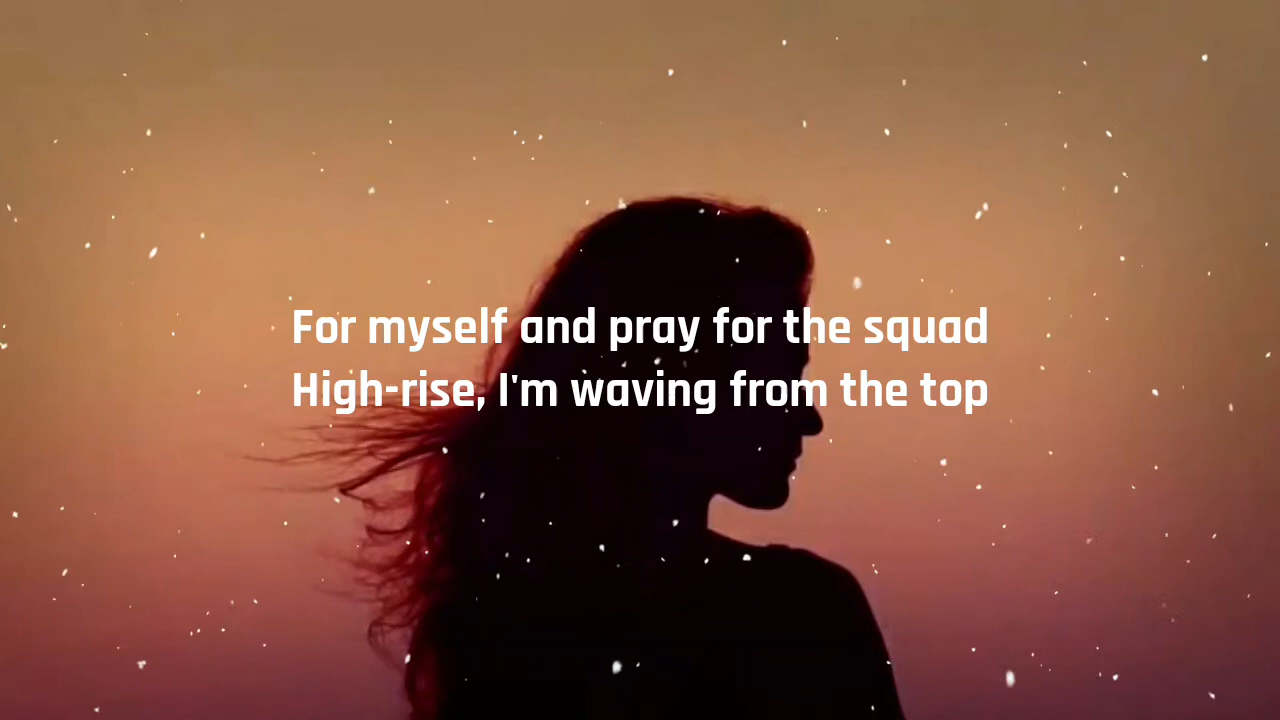 For myself and pray for the squad
High-rise, I'm waving from the top